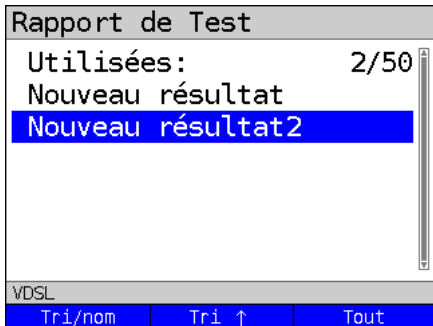 Rapport de Test
Utilisées: 2/50
Nouveau résultat
Nouveau résultat2
VDSL
Tri/nom Tri ↑ Tout